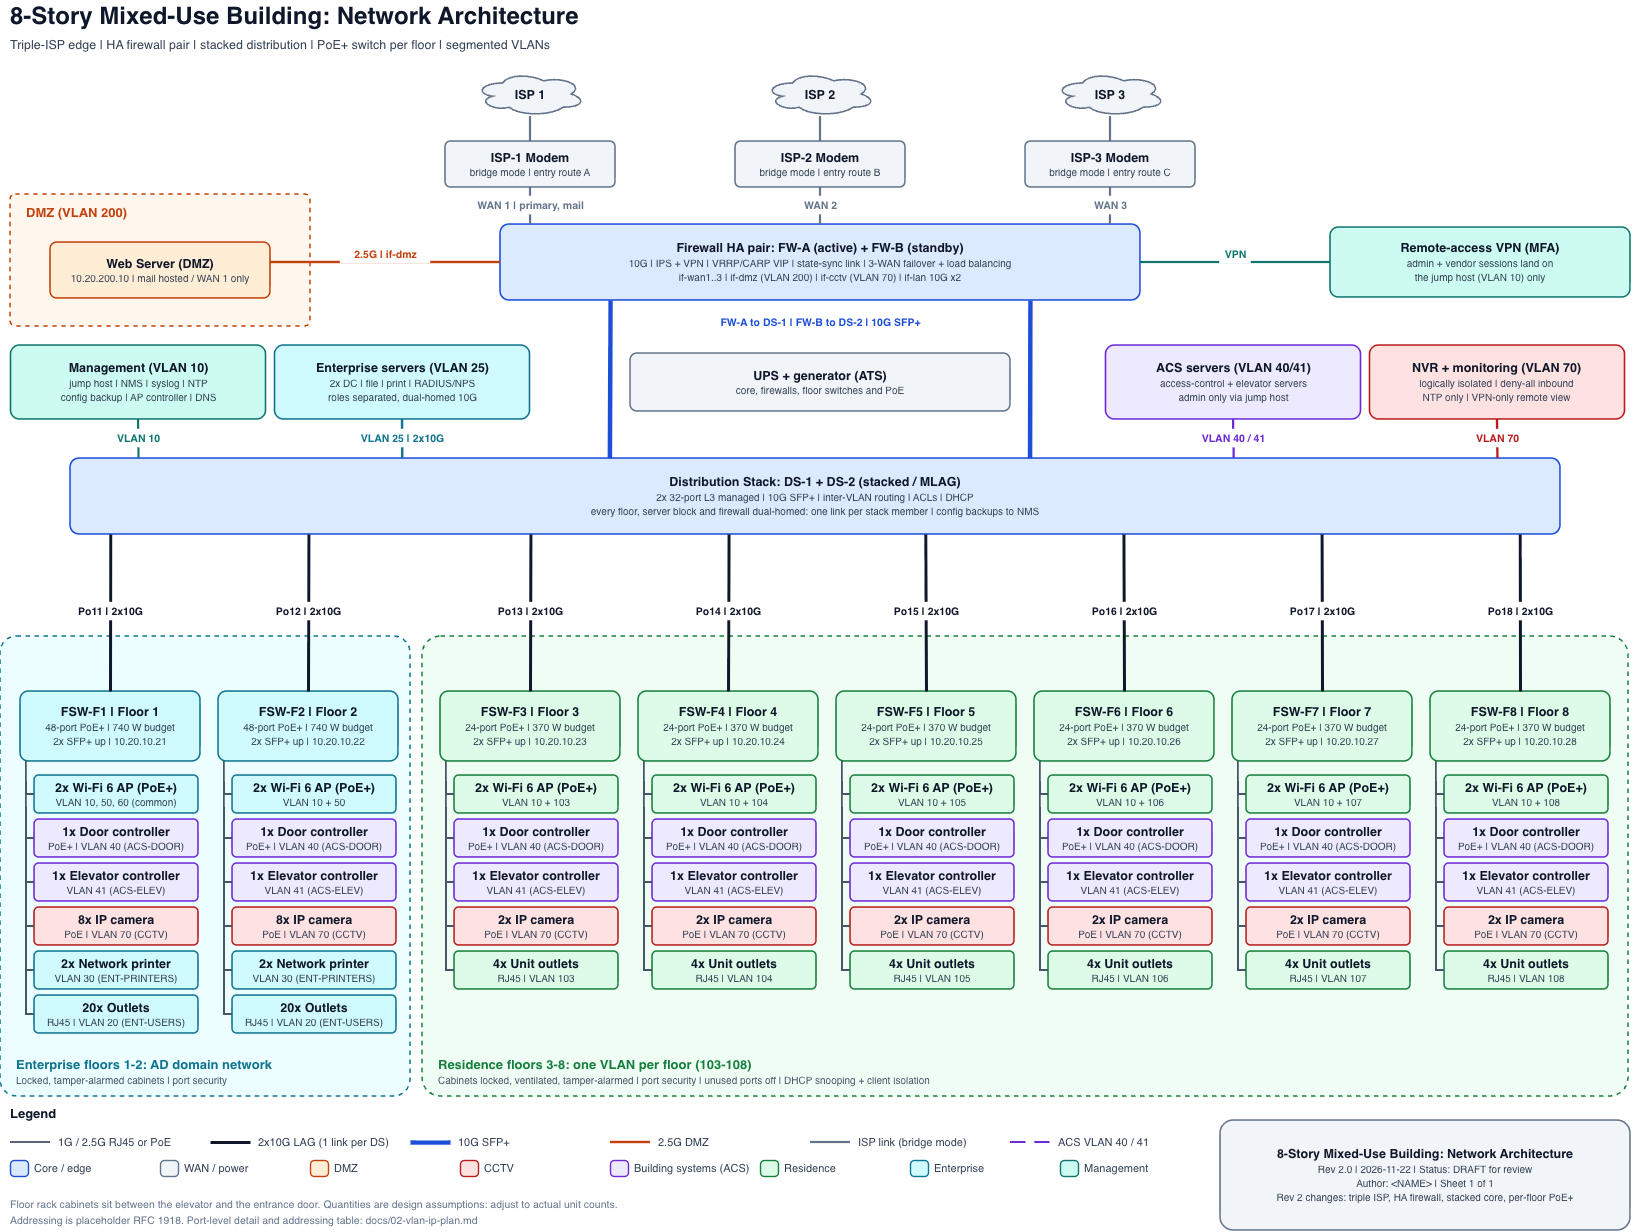 8-Story Mixed-Use Building: Network Architecture
Triple-ISP edge | HA firewall pair | stacked distribution | PoE+ switch per floor | segmented VLANs
ISP 1
ISP 2
ISP 3
ISP-1 Modem
bridge mode | entry route A
ISP-2 Modem
bridge mode | entry route B
ISP-3 Modem
bridge mode | entry route C
WAN 1 | primary, mail
WAN 2
WAN 3
DMZ (VLAN 200)
Web Server (DMZ)
10.20.200.10 | mail hosted / WAN 1 only
2.5G | if-dmz
Firewall HA pair: FW-A (active) + FW-B (standby)
10G | IPS + VPN | VRRP/CARP VIP | state-sync link | 3-WAN failover + load balancing
if-wan1..3 | if-dmz (VLAN 200) | if-cctv (VLAN 70) | if-lan 10G x2
VPN
Remote-access VPN (MFA)
admin + vendor sessions land on
the jump host (VLAN 10) only
FW-A to DS-1 | FW-B to DS-2 | 10G SFP+
Management (VLAN 10)
jump host | NMS | syslog | NTP
config backup | AP controller | DNS
Enterprise servers (VLAN 25)
2x DC | file | print | RADIUS/NPS
roles separated, dual-homed 10G
UPS + generator (ATS)
core, firewalls, floor switches and PoE
ACS servers (VLAN 40/41)
access-control + elevator servers
admin only via jump host
NVR + monitoring (VLAN 70)
logically isolated | deny-all inbound
NTP only | VPN-only remote view
VLAN 10
VLAN 25 | 2x10G
VLAN 40 / 41
VLAN 70
Distribution Stack: DS-1 + DS-2 (stacked / MLAG)
2x 32-port L3 managed | 10G SFP+ | inter-VLAN routing | ACLs | DHCP
every floor, server block and firewall dual-homed: one link per stack member | config backups to NMS
Po11 | 2x10G
Po12 | 2x10G
Po13 | 2x10G
Po14 | 2x10G
Po15 | 2x10G
Po16 | 2x10G
Po17 | 2x10G
Po18 | 2x10G
FSW-F1 | Floor 1
48-port PoE+ | 740 W budget
2x SFP+ up | 10.20.10.21
2x Wi-Fi 6 AP (PoE+)
VLAN 10, 50, 60 (common)
1x Door controller
PoE+ | VLAN 40 (ACS-DOOR)
1x Elevator controller
VLAN 41 (ACS-ELEV)
8x IP camera
PoE | VLAN 70 (CCTV)
2x Network printer
VLAN 30 (ENT-PRINTERS)
20x Outlets
RJ45 | VLAN 20 (ENT-USERS)
FSW-F2 | Floor 2
48-port PoE+ | 740 W budget
2x SFP+ up | 10.20.10.22
2x Wi-Fi 6 AP (PoE+)
VLAN 10 + 50
1x Door controller
PoE+ | VLAN 40 (ACS-DOOR)
1x Elevator controller
VLAN 41 (ACS-ELEV)
8x IP camera
PoE | VLAN 70 (CCTV)
2x Network printer
VLAN 30 (ENT-PRINTERS)
20x Outlets
RJ45 | VLAN 20 (ENT-USERS)
FSW-F3 | Floor 3
24-port PoE+ | 370 W budget
2x SFP+ up | 10.20.10.23
2x Wi-Fi 6 AP (PoE+)
VLAN 10 + 103
1x Door controller
PoE+ | VLAN 40 (ACS-DOOR)
1x Elevator controller
VLAN 41 (ACS-ELEV)
2x IP camera
PoE | VLAN 70 (CCTV)
4x Unit outlets
RJ45 | VLAN 103
FSW-F4 | Floor 4
24-port PoE+ | 370 W budget
2x SFP+ up | 10.20.10.24
2x Wi-Fi 6 AP (PoE+)
VLAN 10 + 104
1x Door controller
PoE+ | VLAN 40 (ACS-DOOR)
1x Elevator controller
VLAN 41 (ACS-ELEV)
2x IP camera
PoE | VLAN 70 (CCTV)
4x Unit outlets
RJ45 | VLAN 104
FSW-F5 | Floor 5
24-port PoE+ | 370 W budget
2x SFP+ up | 10.20.10.25
2x Wi-Fi 6 AP (PoE+)
VLAN 10 + 105
1x Door controller
PoE+ | VLAN 40 (ACS-DOOR)
1x Elevator controller
VLAN 41 (ACS-ELEV)
2x IP camera
PoE | VLAN 70 (CCTV)
4x Unit outlets
RJ45 | VLAN 105
FSW-F6 | Floor 6
24-port PoE+ | 370 W budget
2x SFP+ up | 10.20.10.26
2x Wi-Fi 6 AP (PoE+)
VLAN 10 + 106
1x Door controller
PoE+ | VLAN 40 (ACS-DOOR)
1x Elevator controller
VLAN 41 (ACS-ELEV)
2x IP camera
PoE | VLAN 70 (CCTV)
4x Unit outlets
RJ45 | VLAN 106
FSW-F7 | Floor 7
24-port PoE+ | 370 W budget
2x SFP+ up | 10.20.10.27
2x Wi-Fi 6 AP (PoE+)
VLAN 10 + 107
1x Door controller
PoE+ | VLAN 40 (ACS-DOOR)
1x Elevator controller
VLAN 41 (ACS-ELEV)
2x IP camera
PoE | VLAN 70 (CCTV)
4x Unit outlets
RJ45 | VLAN 107
FSW-F8 | Floor 8
24-port PoE+ | 370 W budget
2x SFP+ up | 10.20.10.28
2x Wi-Fi 6 AP (PoE+)
VLAN 10 + 108
1x Door controller
PoE+ | VLAN 40 (ACS-DOOR)
1x Elevator controller
VLAN 41 (ACS-ELEV)
2x IP camera
PoE | VLAN 70 (CCTV)
4x Unit outlets
RJ45 | VLAN 108
Enterprise floors 1-2: AD domain network
Locked, tamper-alarmed cabinets | port security
Residence floors 3-8: one VLAN per floor (103-108)
Cabinets locked, ventilated, tamper-alarmed | port security | unused ports off | DHCP snooping + client isolation
Legend
1G / 2.5G RJ45 or PoE
2x10G LAG (1 link per DS)
10G SFP+
2.5G DMZ
ISP link (bridge mode)
ACS VLAN 40 / 41
Core / edge
WAN / power
DMZ
CCTV
Building systems (ACS)
Residence
Enterprise
Management
Floor rack cabinets sit between the elevator and the entrance door. Quantities are design assumptions: adjust to actual unit counts.
Addressing is placeholder RFC 1918. Port-level detail and addressing table: docs/02-vlan-ip-plan.md
8-Story Mixed-Use Building: Network Architecture
Rev 2.0 | 2026-11-22 | Status: DRAFT for review
Author: <NAME> | Sheet 1 of 1
Rev 2 changes: triple ISP, HA firewall, stacked core, per-floor PoE+